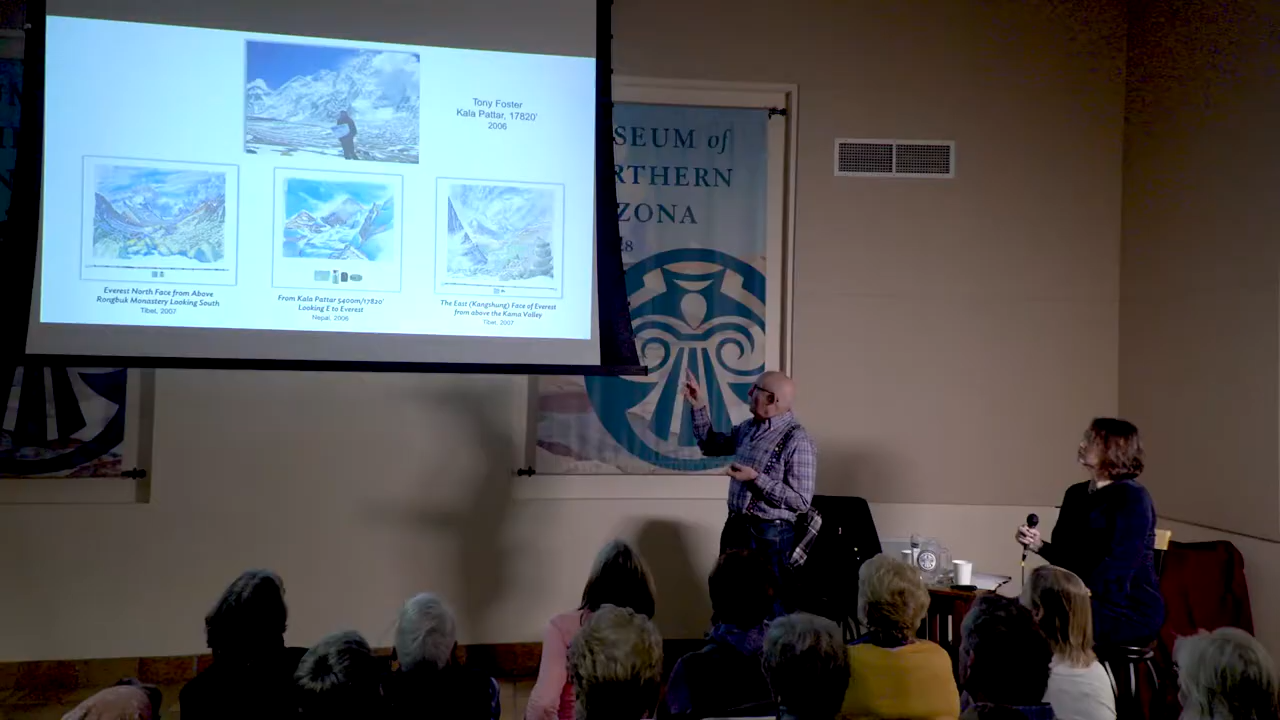 Tony Foster
Kala Pattar, 17820'
2006
Everest North Face from Above
Rongbuk Monastery Looking South
Tibet, 2007
From Kala Pattar 5400m/17820'
Looking E to Everest
Nepal, 2006
The East (Kangshung) Face of Everest
from above the Kama Valley
Tibet, 2007
SEUM of
RTHERN
ZONA
28